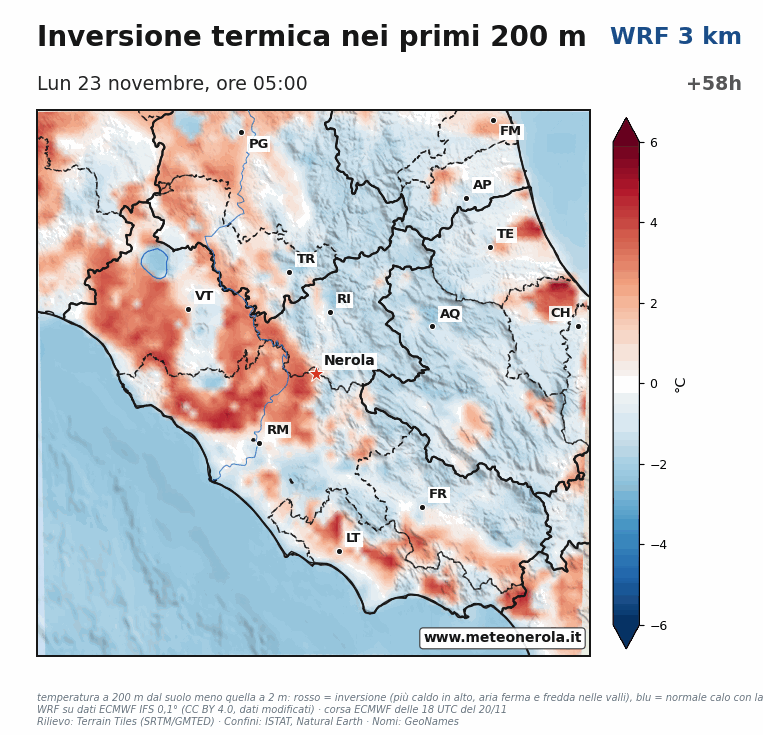 Inversione termica nei primi 200 m WRF 3 km
Lun 23 novembre, ore 05:00 +58h
FM
PG
AP
TE
TR
VT
RI
AQ
CH
Nerola
RM
FR
LT
www.meteonerola.it
6
4
2
0
−2
−4
−6
°C
temperatura a 200 m dal suolo meno quella a 2 m: rosso = inversione (più caldo in alto, aria ferma e fredda nelle valli), blu = normale calo con la
WRF su dati ECMWF IFS 0,1° (CC BY 4.0, dati modificati) · corsa ECMWF delle 18 UTC del 20/11
Rilievo: Terrain Tiles (SRTM/GMTED) · Confini: ISTAT, Natural Earth · Nomi: GeoNames